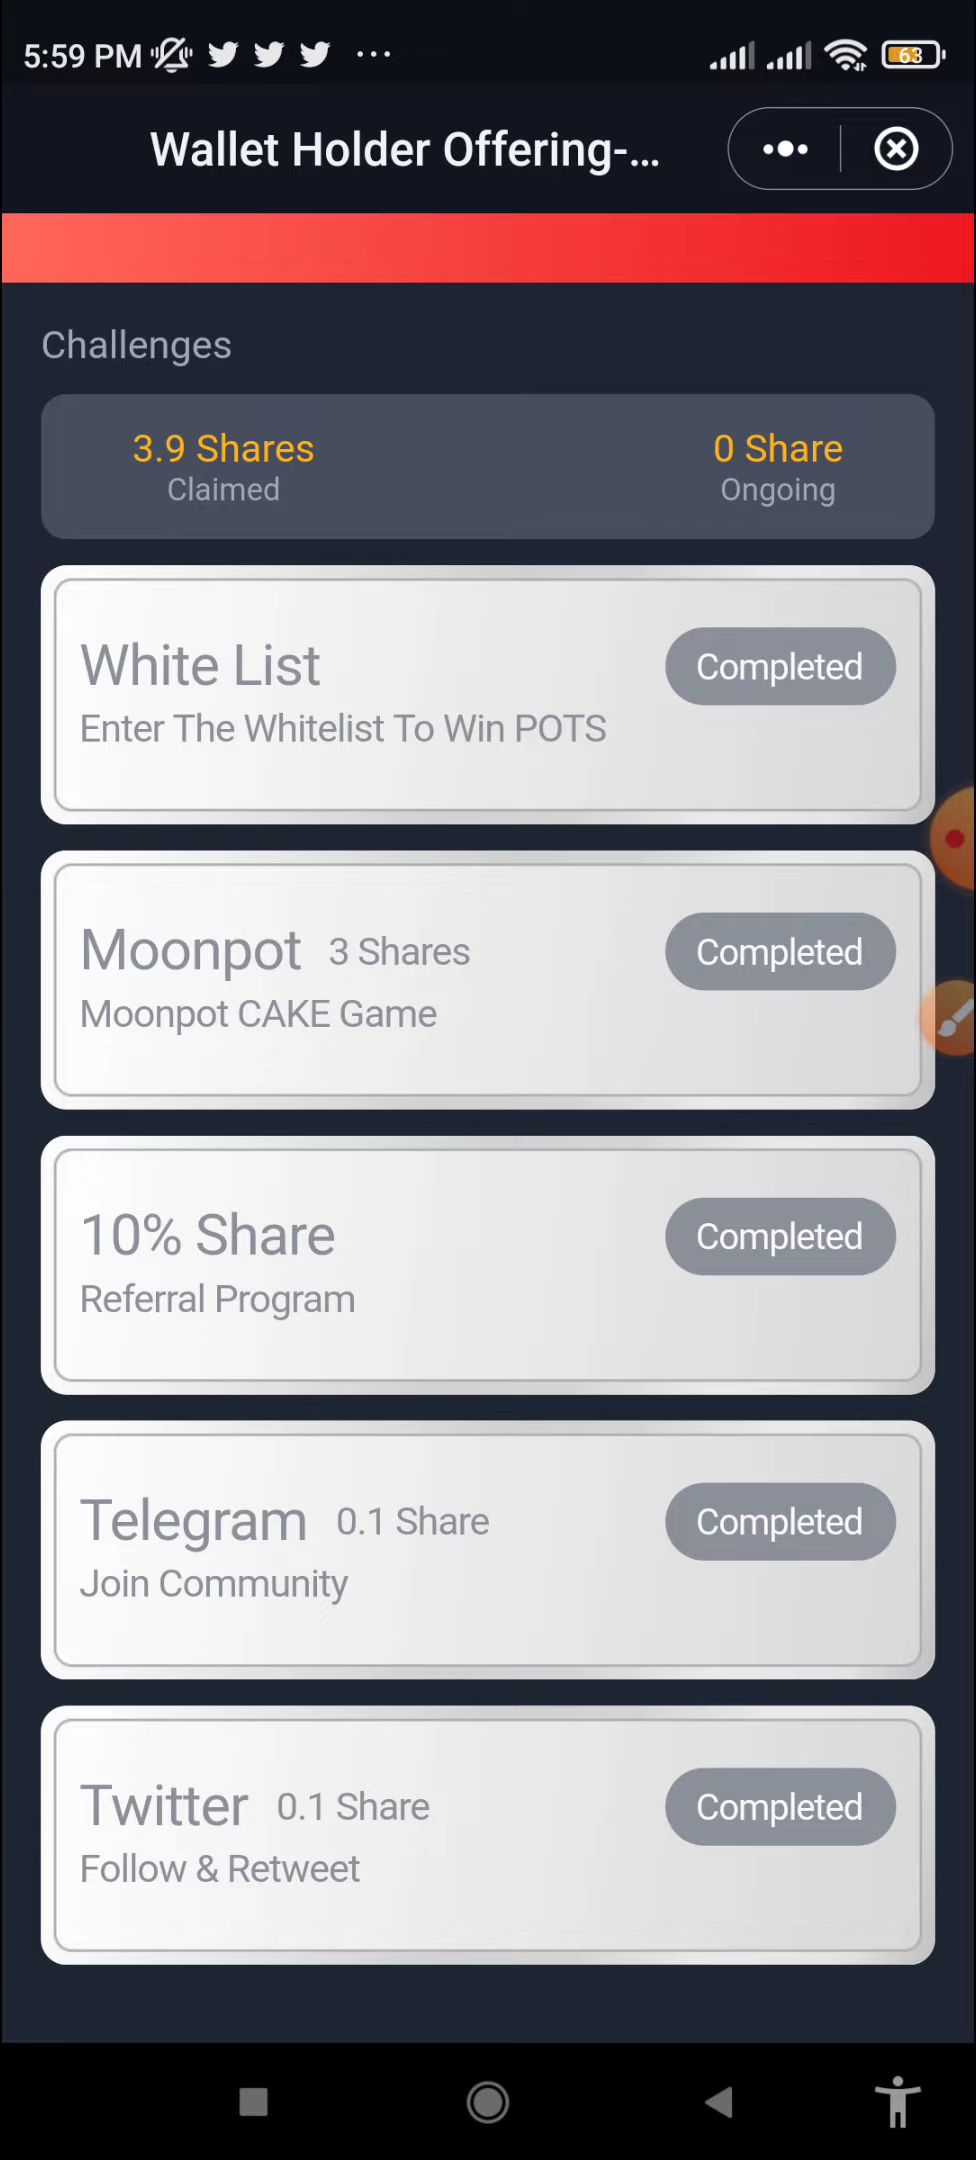 5:59 PM
63
Wallet Holder Offering-...
Challenges
3.9 Shares
0 Share
Claimed
Ongoing
White List
Completed
Enter The Whitelist To Win POTS
Moonpot 3 Shares
Completed
Moonpot CAKE Game
10% Share
Completed
Referral Program
Telegram 0.1 Share
Completed
Join Community
Twitter 0.1 Share
Completed
Follow & Retweet